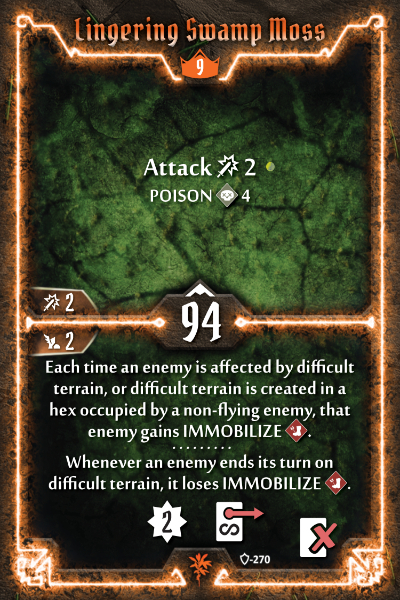 Lingering Swamp Moss
9
Attack 2
POISON 4
2
94
2
Each time an enemy is affected by difficult
terrain, or difficult terrain is created in a
hex occupied by a non-flying enemy, that
enemy gains IMMOBILIZE .
Whenever an enemy ends its turn on
difficult terrain, it loses IMMOBILIZE .
2
S
-270